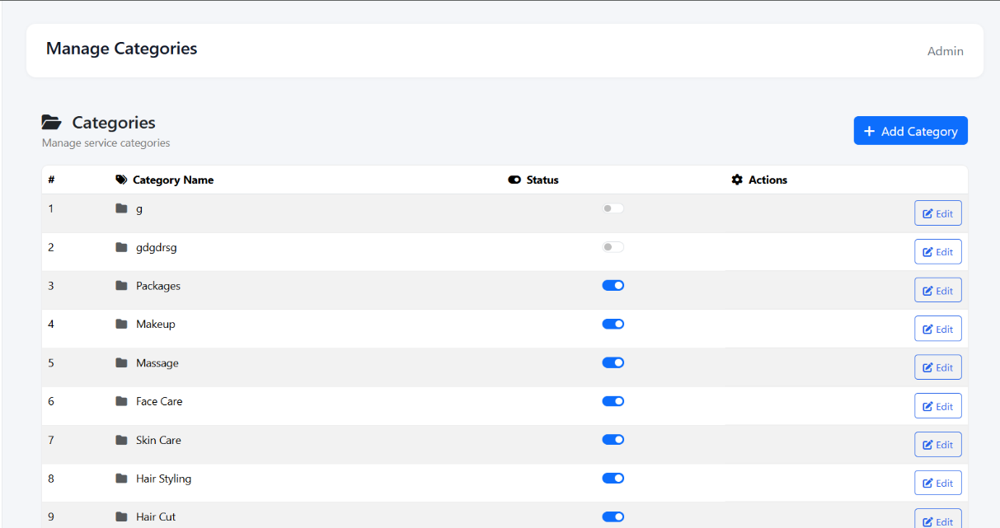 Manage Categories
Admin
Categories
Manage service categories
+ Add Category
# Category Name Status Actions
1 g Edit
2 gdgdrsg Edit
3 Packages Edit
4 Makeup Edit
5 Massage Edit
6 Face Care Edit
7 Skin Care Edit
8 Hair Styling Edit
9 Hair Cut Edit